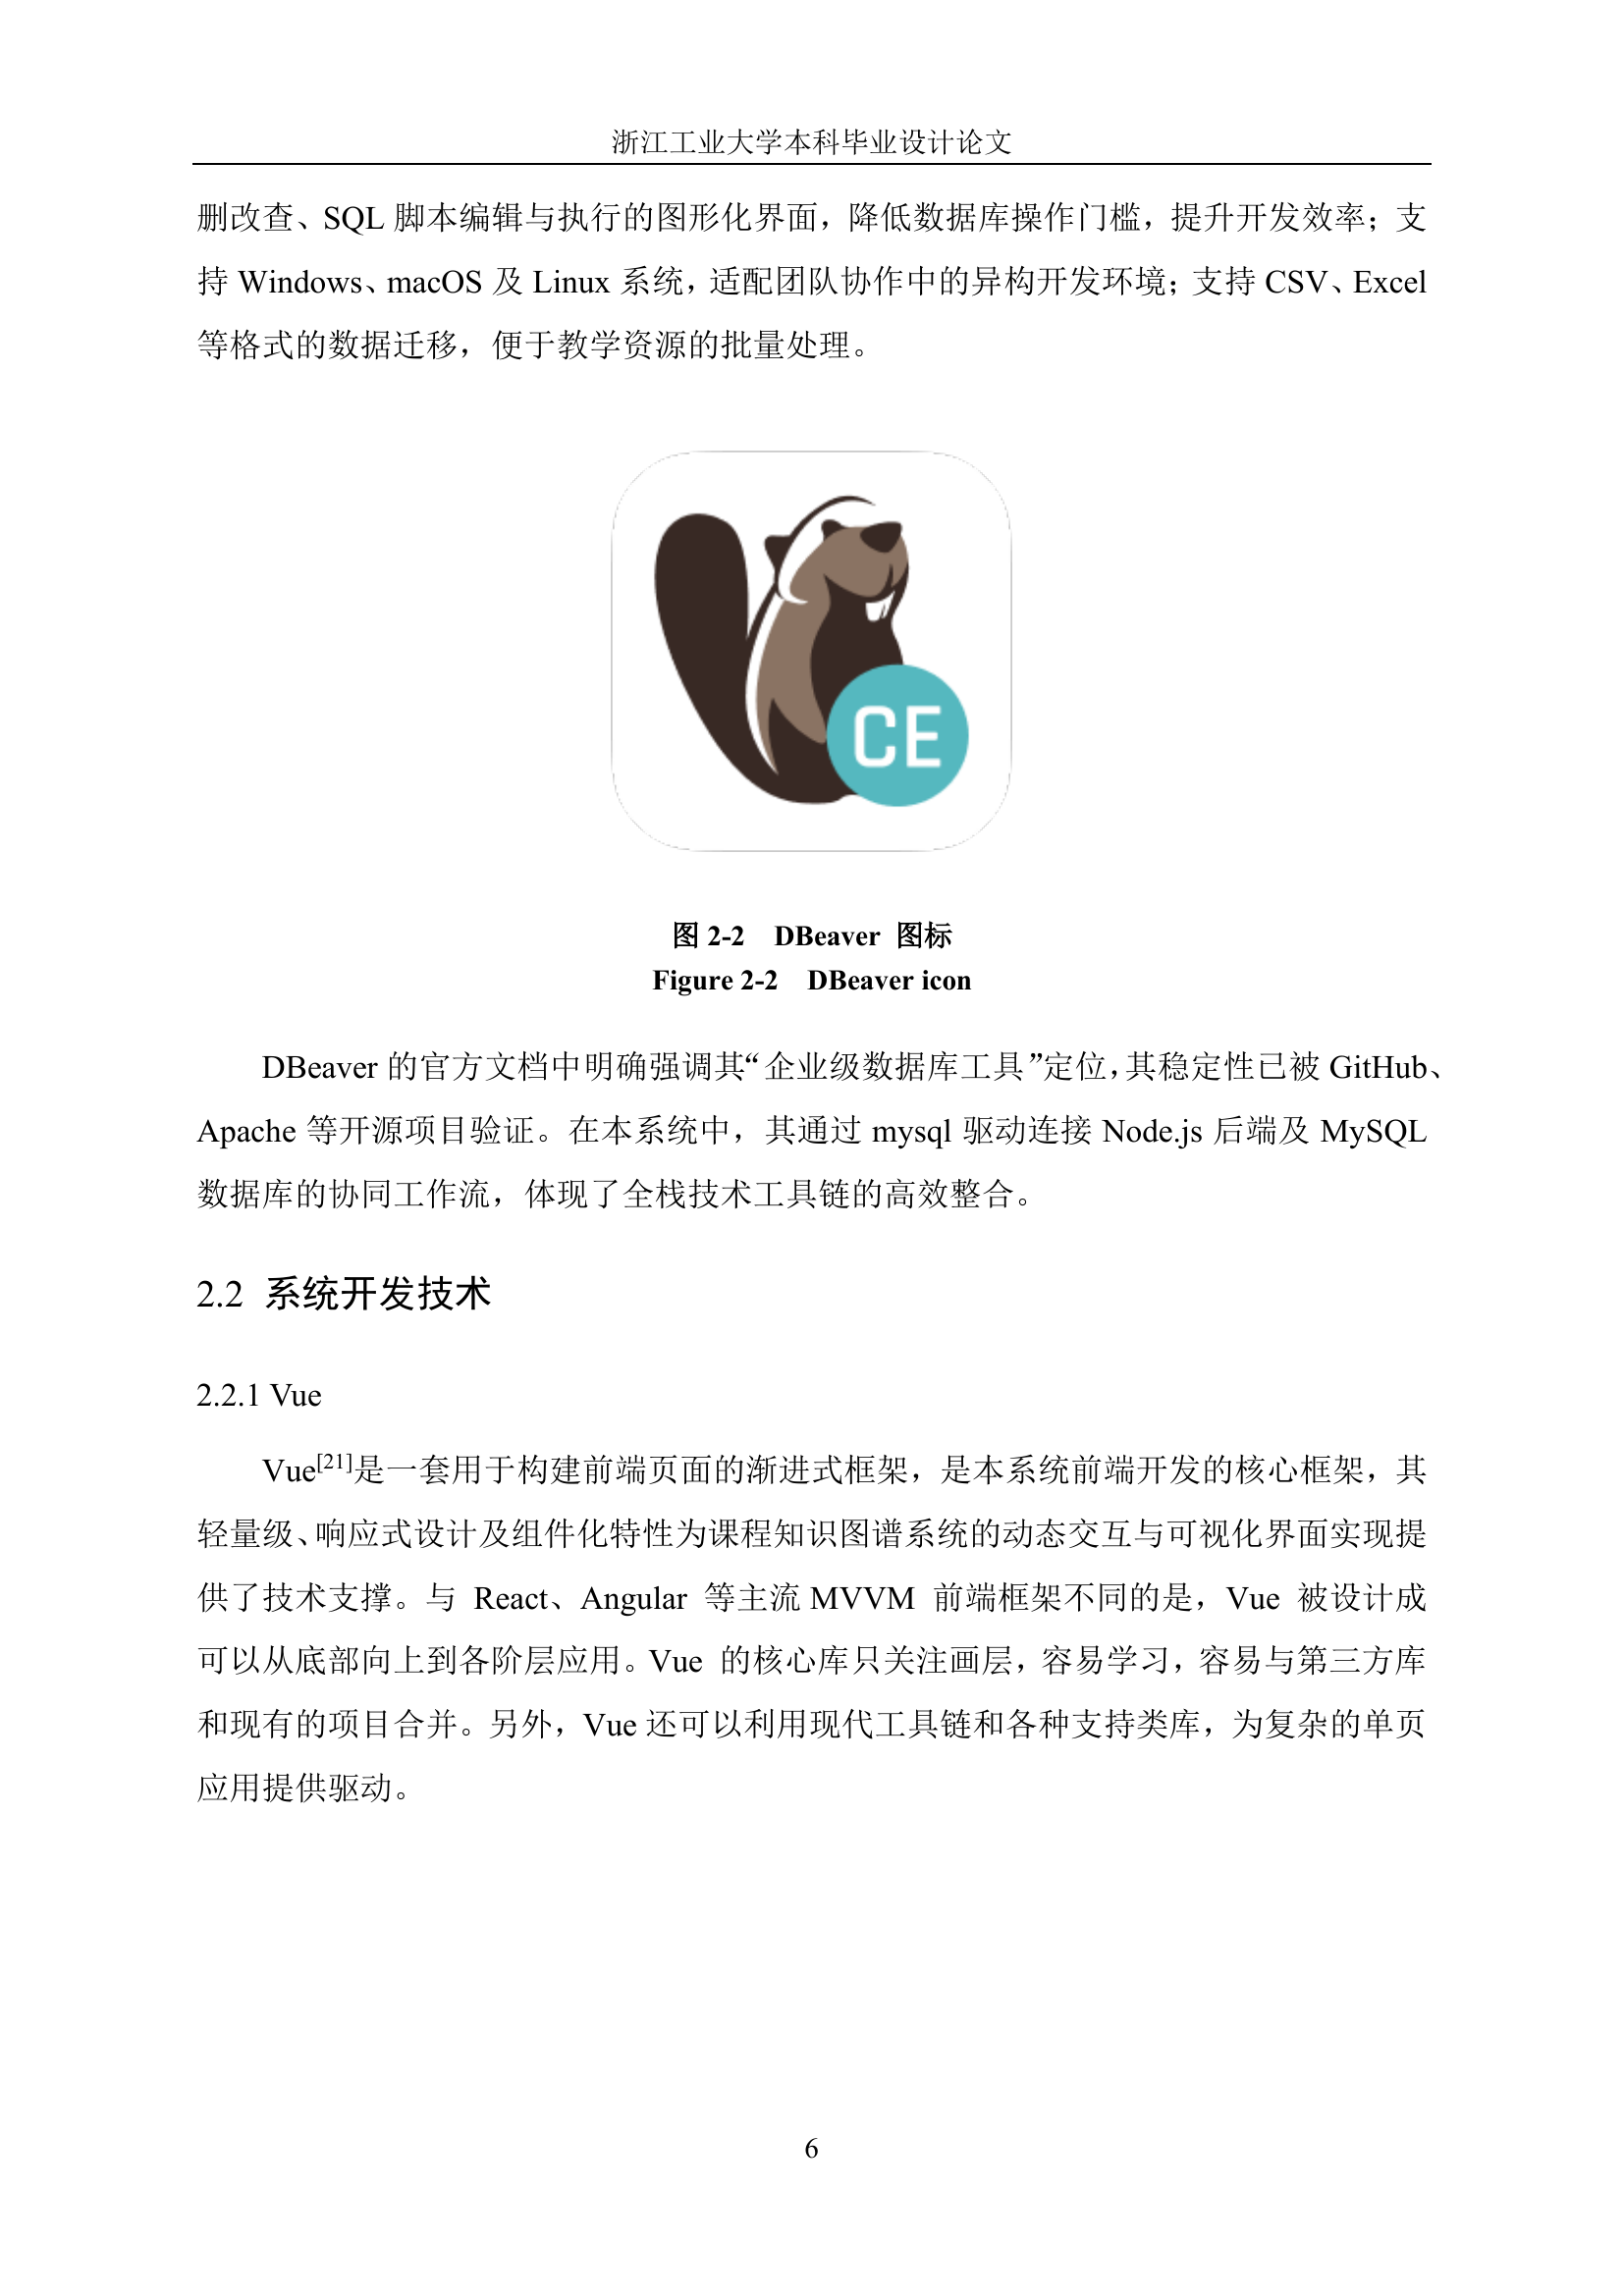 浙江工业大学本科毕业设计论文
删改查、SQL 脚本编辑与执行的图形化界面，降低数据库操作门槛，提升开发效率；支
持 Windows、macOS 及 Linux 系统，适配团队协作中的异构开发环境；支持 CSV、Excel
等格式的数据迁移，便于教学资源的批量处理。
CE
图 2-2 DBeaver 图标
Figure 2-2 DBeaver icon
DBeaver 的官方文档中明确强调其“企业级数据库工具”定位，其稳定性已被 GitHub、
Apache 等开源项目验证。在本系统中，其通过 mysql 驱动连接 Node.js 后端及 MySQL
数据库的协同工作流，体现了全栈技术工具链的高效整合。
2.2 系统开发技术
2.2.1 Vue
Vue[21]是一套用于构建前端页面的渐进式框架，是本系统前端开发的核心框架，其
轻量级、响应式设计及组件化特性为课程知识图谱系统的动态交互与可视化界面实现提
供了技术支撑。与 React、Angular 等主流 MVVM 前端框架不同的是，Vue 被设计成
可以从底部向上到各阶层应用。Vue 的核心库只关注画层，容易学习，容易与第三方库
和现有的项目合并。另外，Vue 还可以利用现代工具链和各种支持类库，为复杂的单页
应用提供驱动。
6